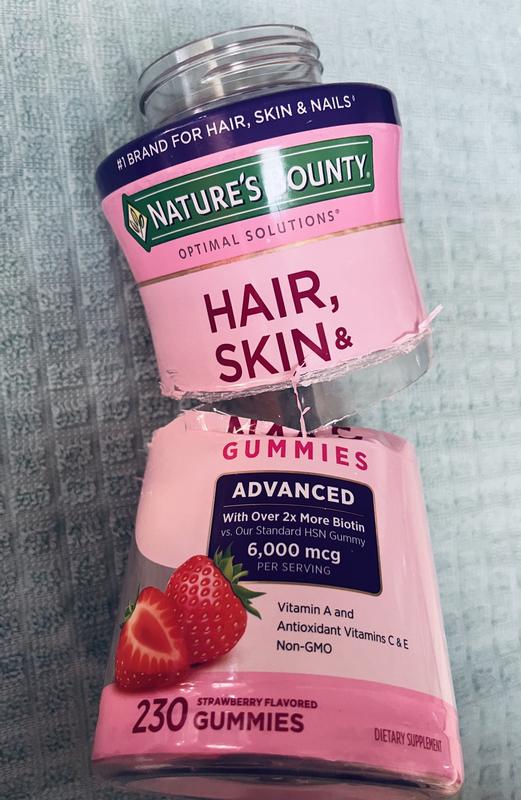 #1 BRAND FOR HAIR, SKIN & NAILS◊
NATURE'S BOUNTY®
OPTIMAL SOLUTIONS®
HAIR,
SKIN &
GUMMIES
ADVANCED
With Over 2x More Biotin
vs. Our Standard HSN Gummy
6,000 mcg
PER SERVING
Vitamin A and
Antioxidant Vitamins C & E
Non-GMO
230 STRAWBERRY FLAVORED
GUMMIES
DIETARY SUPPLEMENT